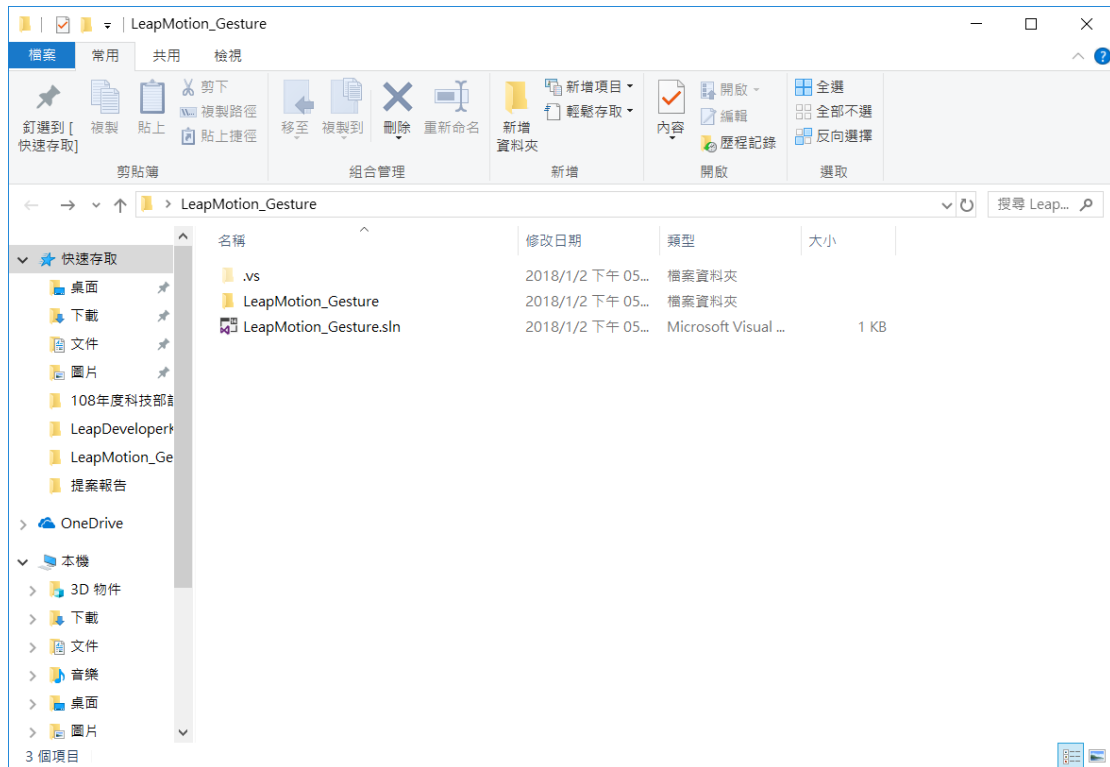 LeapMotion_Gesture
檔案 常用 共用 檢視
釘選到 [快速存取]
複製
貼上
剪下
複製路徑
貼上捷徑
剪貼簿
移至
複製到
刪除
重新命名
組合管理
新增資料夾
新增項目
輕鬆存取
新增
內容
開啟
編輯
歷程記錄
開啟
全選
全部不選
反向選擇
選取
LeapMotion_Gesture
搜尋 Leap...
名稱 修改日期 類型 大小
.vs 2018/1/2 下午 05... 檔案資料夾
LeapMotion_Gesture 2018/1/2 下午 05... 檔案資料夾
LeapMotion_Gesture.sln 2018/1/2 下午 05... Microsoft Visual ... 1 KB
快速存取
桌面
下載
文件
圖片
108年度科技部
LeapDeveloperK
LeapMotion_Ge
提案報告
OneDrive
本機
3D 物件
下載
文件
音樂
桌面
圖片
3 個項目